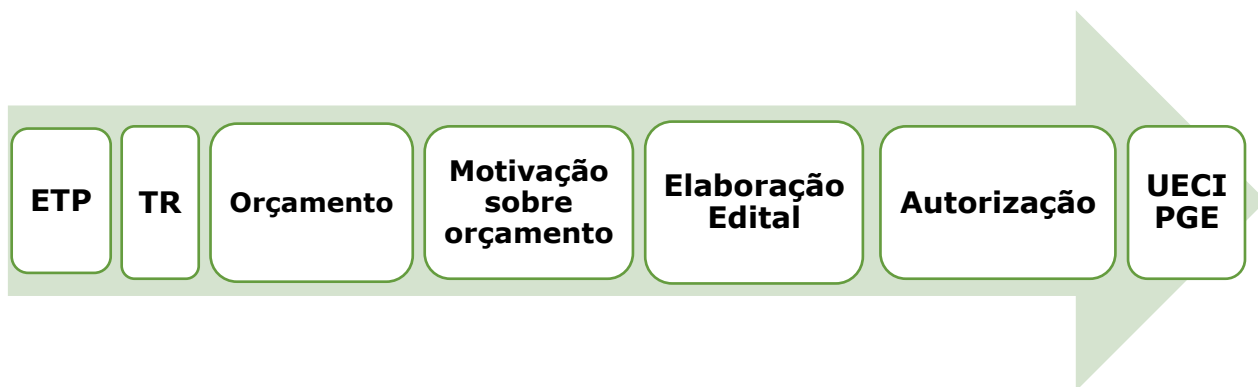 ETP
TR
Orçamento
Motivação
sobre
orçamento
Elaboração
Edital
Autorização
UECI
PGE